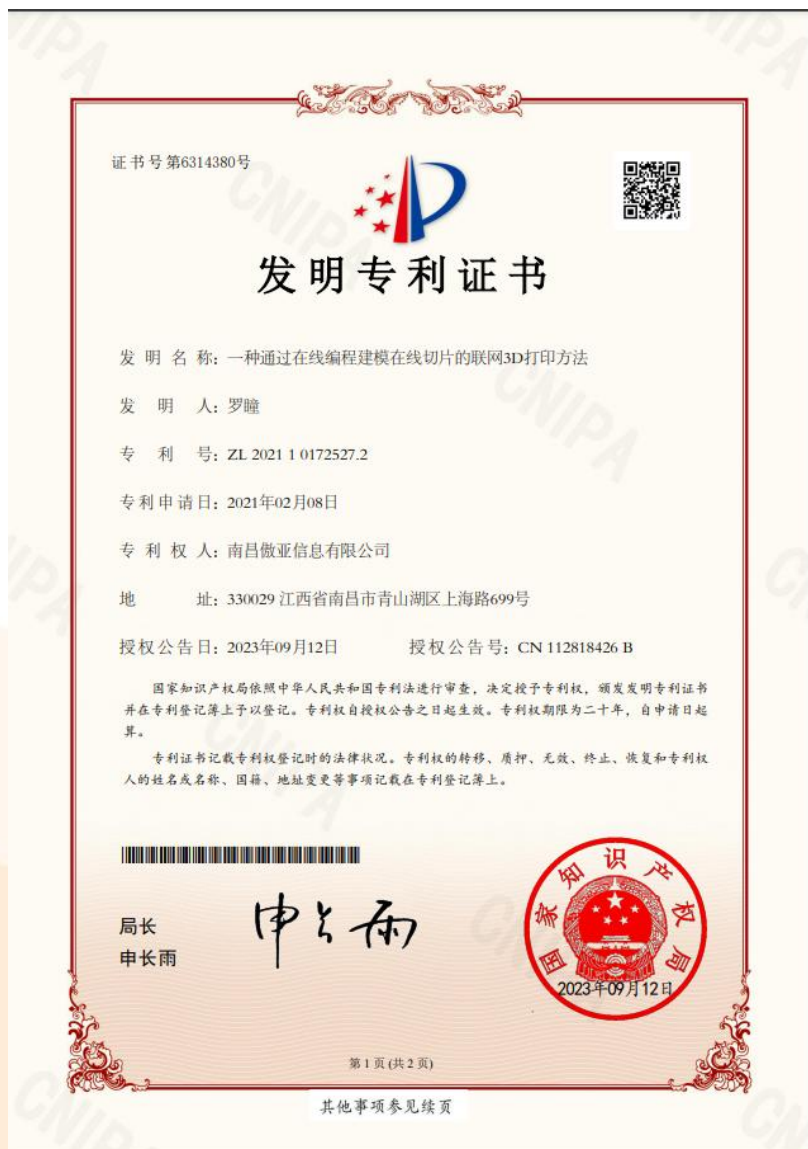 证书号第6314380号
发明专利证书
发明名称：一种通过在线编程建模在线切片的联网3D打印方法
发明人：罗瞳
专利号：ZL 2021 1 0172527.2
专利申请日：2021年02月08日
专利权人：南昌傲亚信息有限公司
地址：330029 江西省南昌市青山湖区上海路699号
授权公告日：2023年09月12日 授权公告号：CN 112818426 B
国家知识产权局依照中华人民共和国专利法进行审查，决定授予专利权，颁发发明专利证书
并在专利登记簿上予以登记。专利权自授权公告之日起生效。专利权期限为二十年，自申请日起
算。
专利证书记载专利权登记时的法律状况。专利权的转移、质押、无效、终止、恢复和专利权
人的姓名或名称、国籍、地址变更等事项记载在专利登记簿上。
局长
申长雨
申长雨
国家知识产权局
2023年09月12日
第1页(共2页)
其他事项参见续页
CNIPA
CNIPA
CNIPA
CNIPA
CNIPA
CNIPA